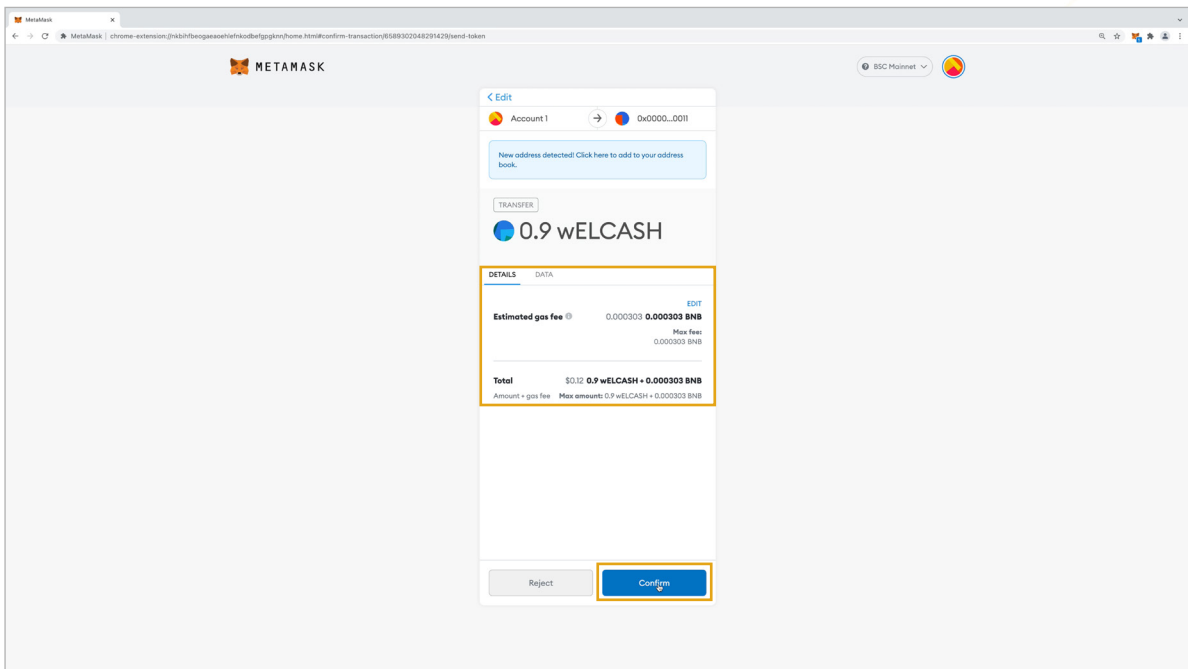 MetaMask
MetaMask | chrome-extension://nkbihfbeogaeaoehlefnkodbefgpgknn/home.html#confirm-transaction/6589302048291429/send-token
METAMASK
BSC Mainnet
Edit
Account 1
0x0000...0011
New address detected! Click here to add to your address
book.
TRANSFER
0.9 wELCASH
DETAILS DATA
EDIT
Estimated gas fee 0.000303 0.000303 BNB
Max fee:
0.000303 BNB
Total $0.12 0.9 wELCASH + 0.000303 BNB
Amount + gas fee Max amount: 0.9 wELCASH + 0.000303 BNB
Reject
Confirm